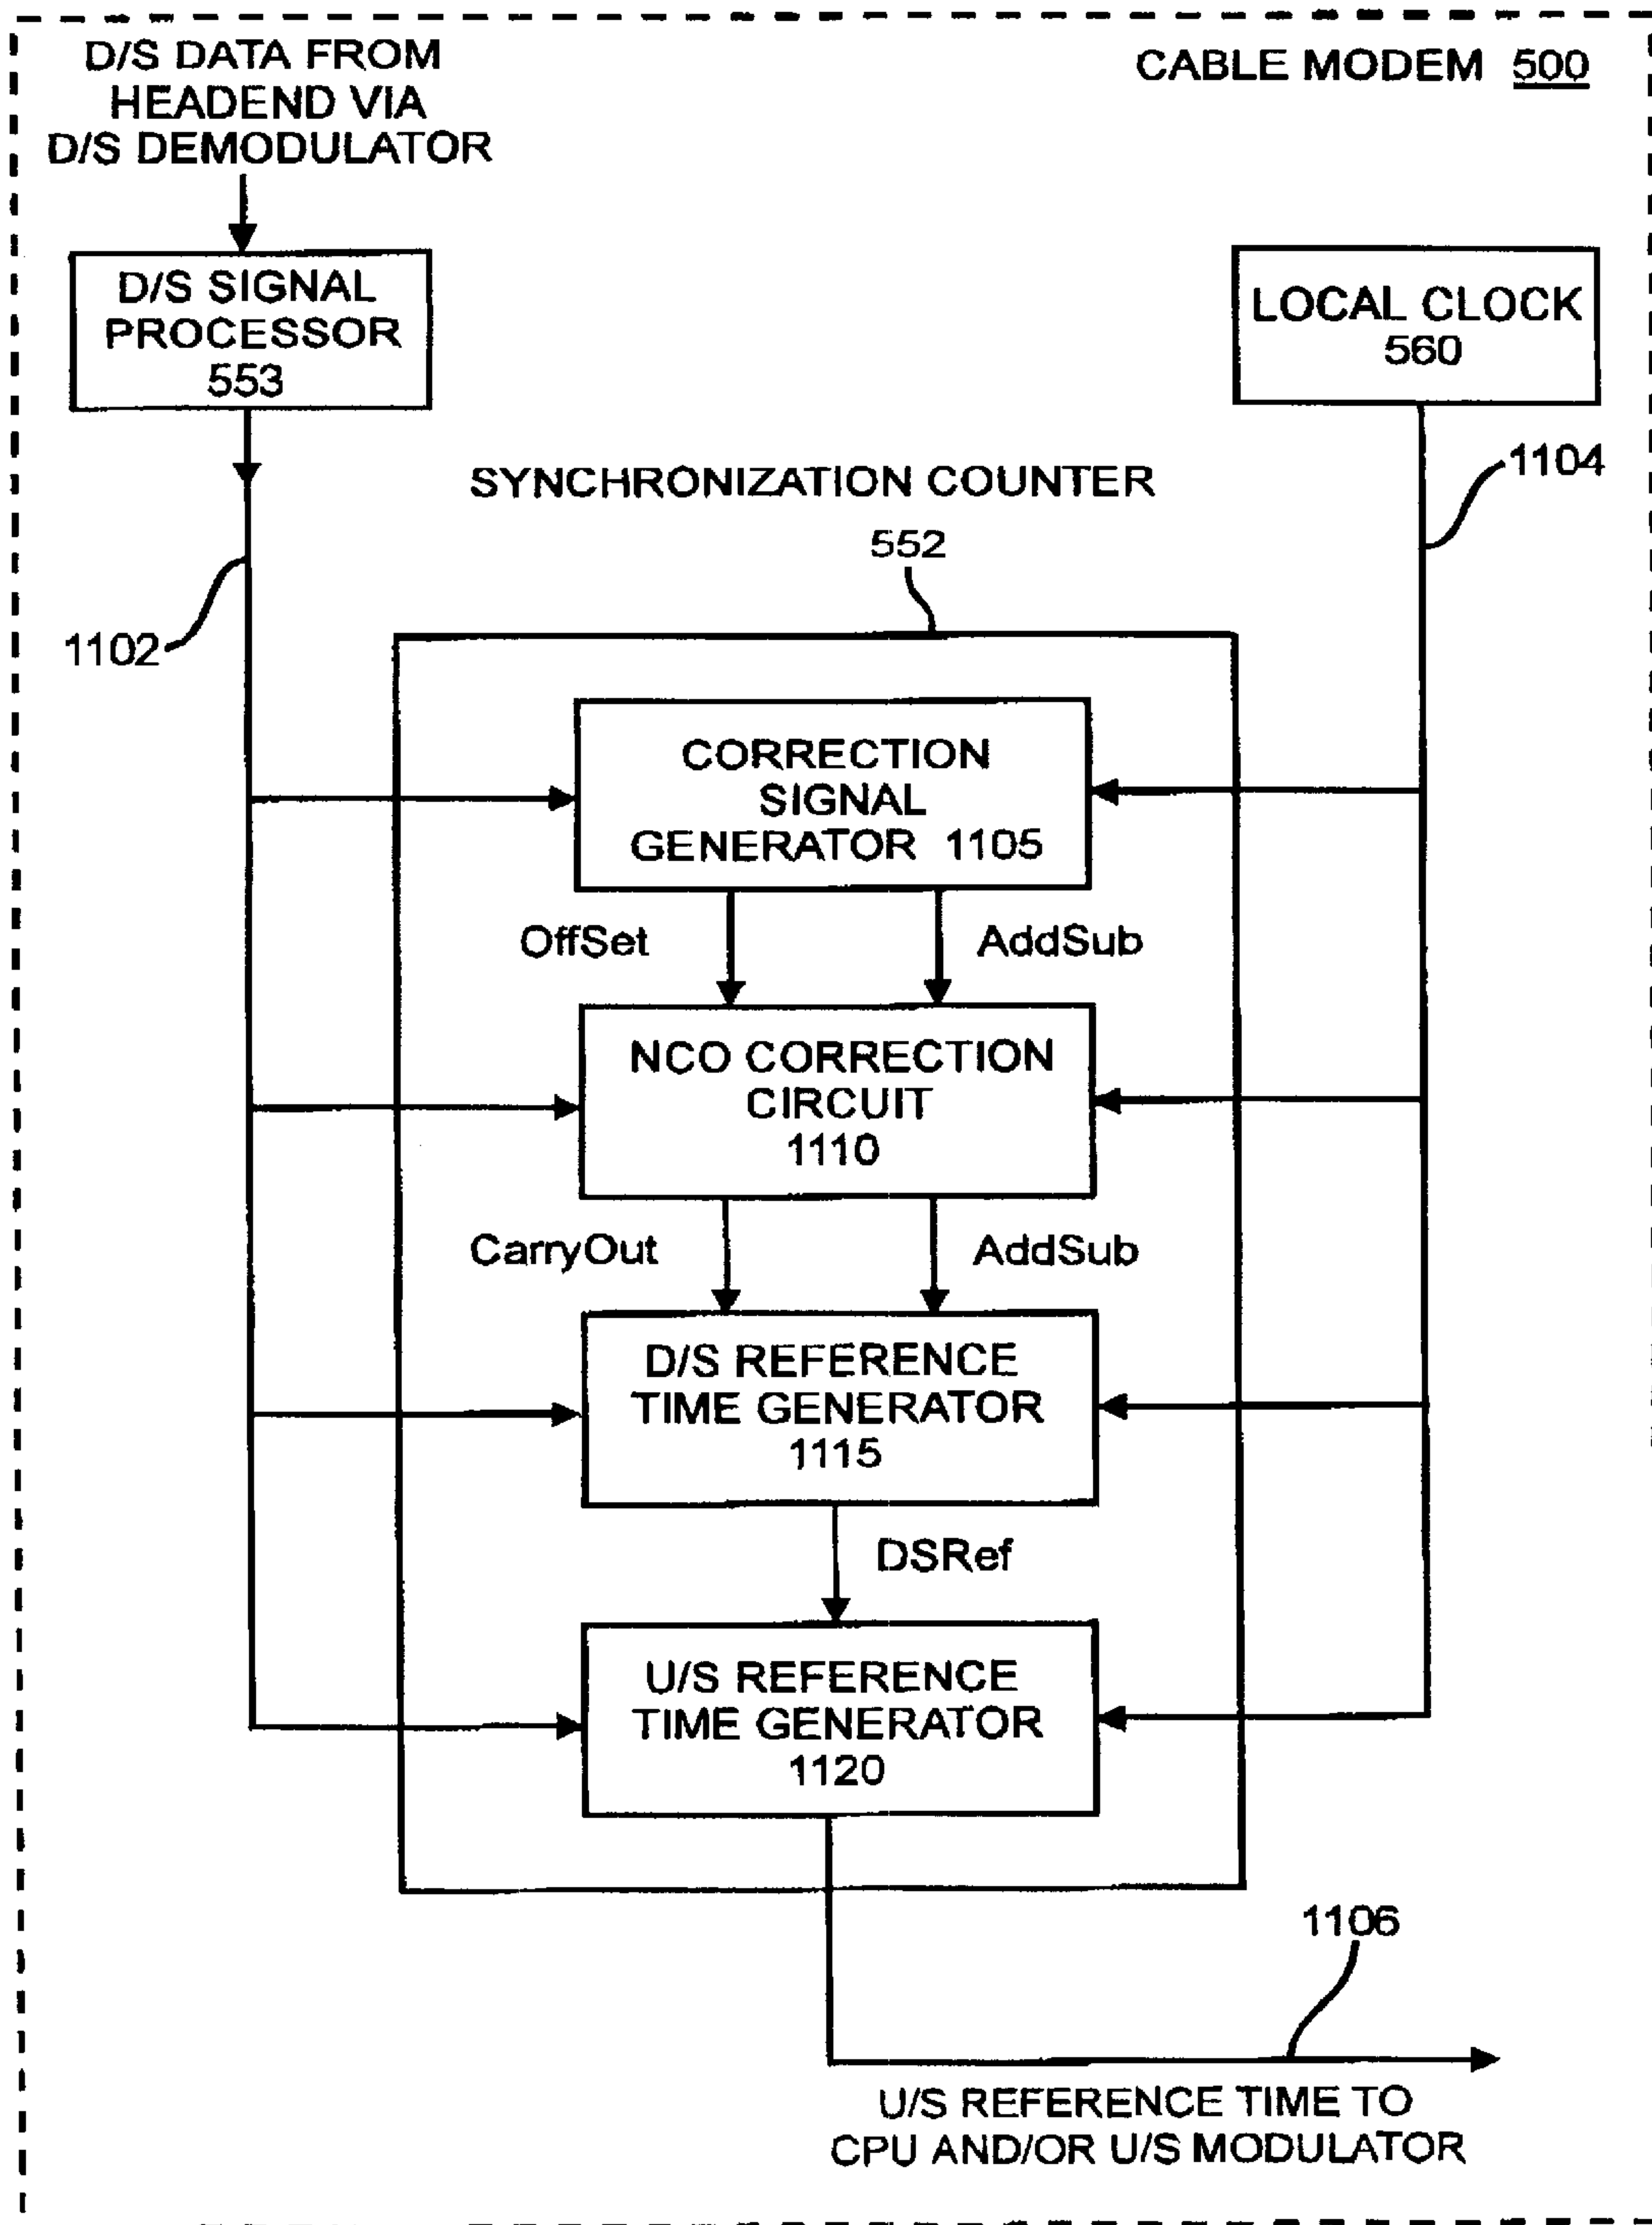 D/S DATA FROM
HEADEND VIA
D/S DEMODULATOR
CABLE MODEM 500
D/S SIGNAL
PROCESSOR
553
LOCAL CLOCK
560
1104
SYNCHRONIZATION COUNTER
552
1102
CORRECTION
SIGNAL
GENERATOR 1105
OffSet
AddSub
NCO CORRECTION
CIRCUIT
1110
CarryOut
AddSub
D/S REFERENCE
TIME GENERATOR
1115
DSRef
U/S REFERENCE
TIME GENERATOR
1120
1106
U/S REFERENCE TIME TO
CPU AND/OR U/S MODULATOR